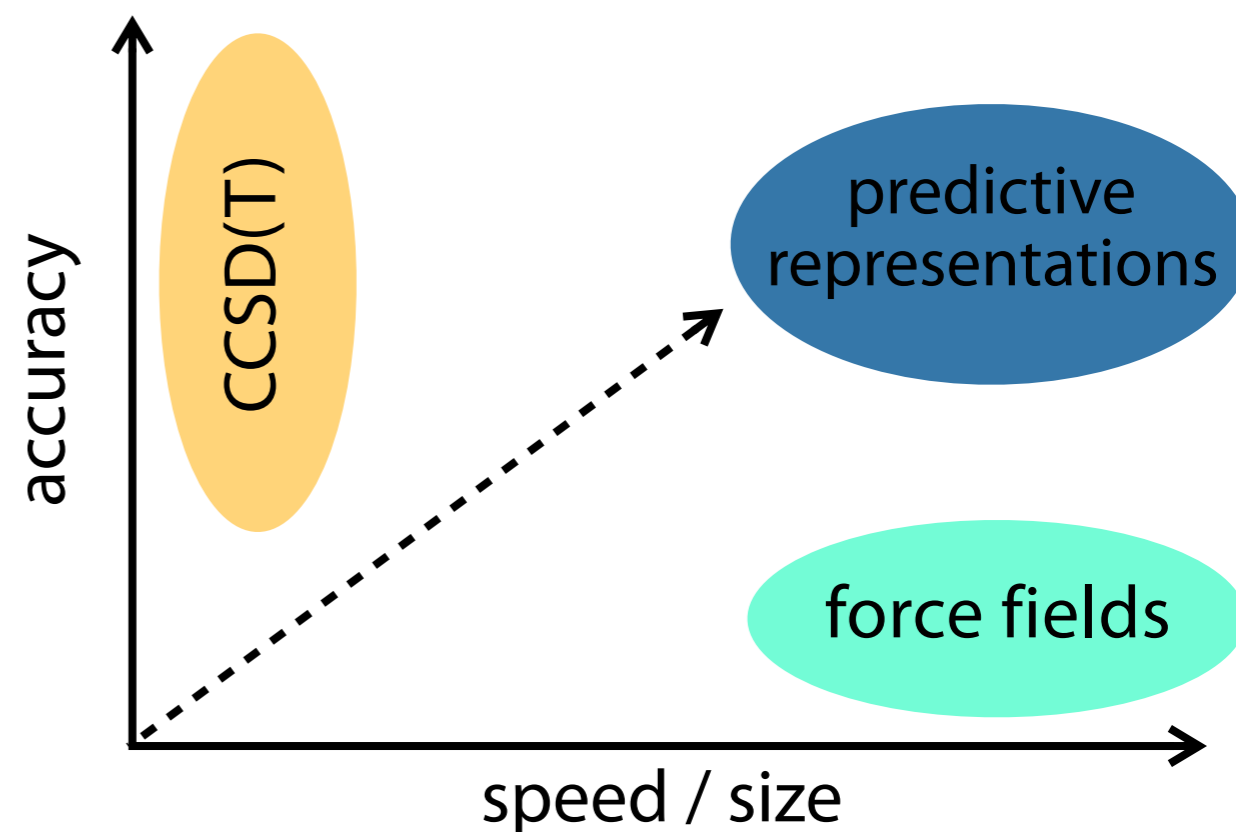 accuracy
CCSD(T)
predictive
representations
force fields
speed / size